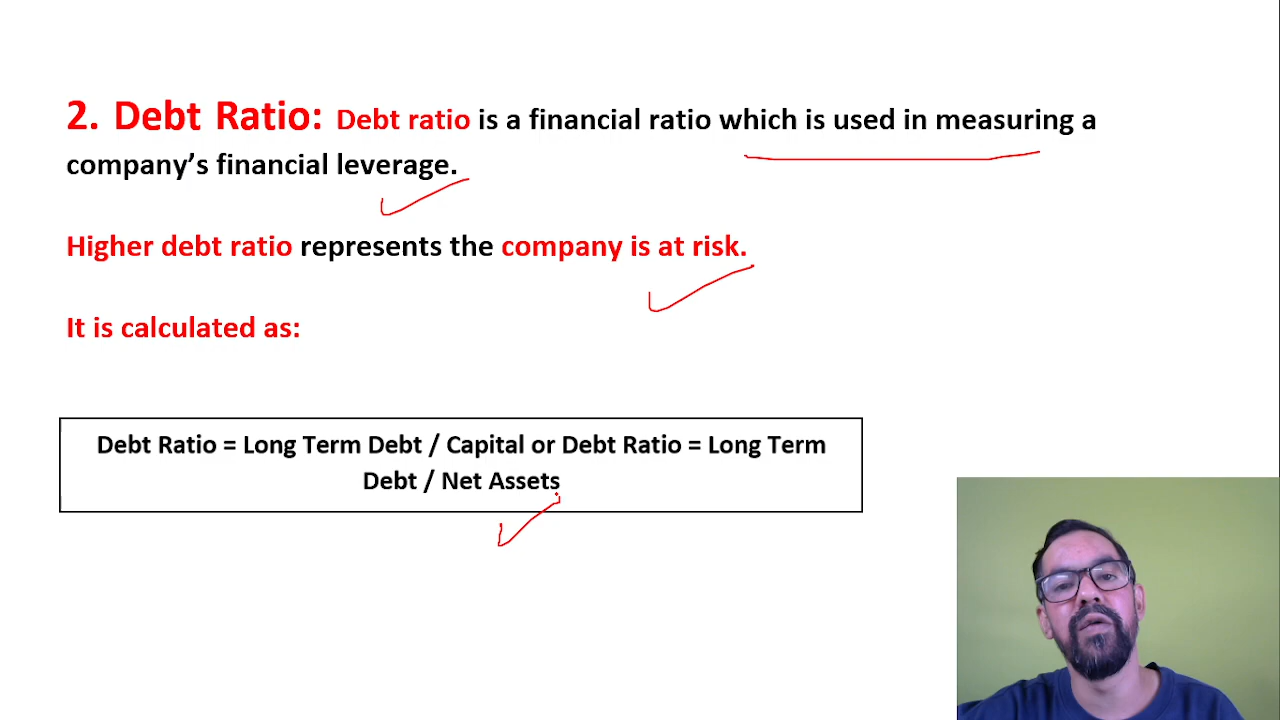 2. Debt Ratio: Debt ratio is a financial ratio which is used in measuring a
company’s financial leverage.
Higher debt ratio represents the company is at risk.
It is calculated as:
Debt Ratio = Long Term Debt / Capital or Debt Ratio = Long Term
Debt / Net Assets